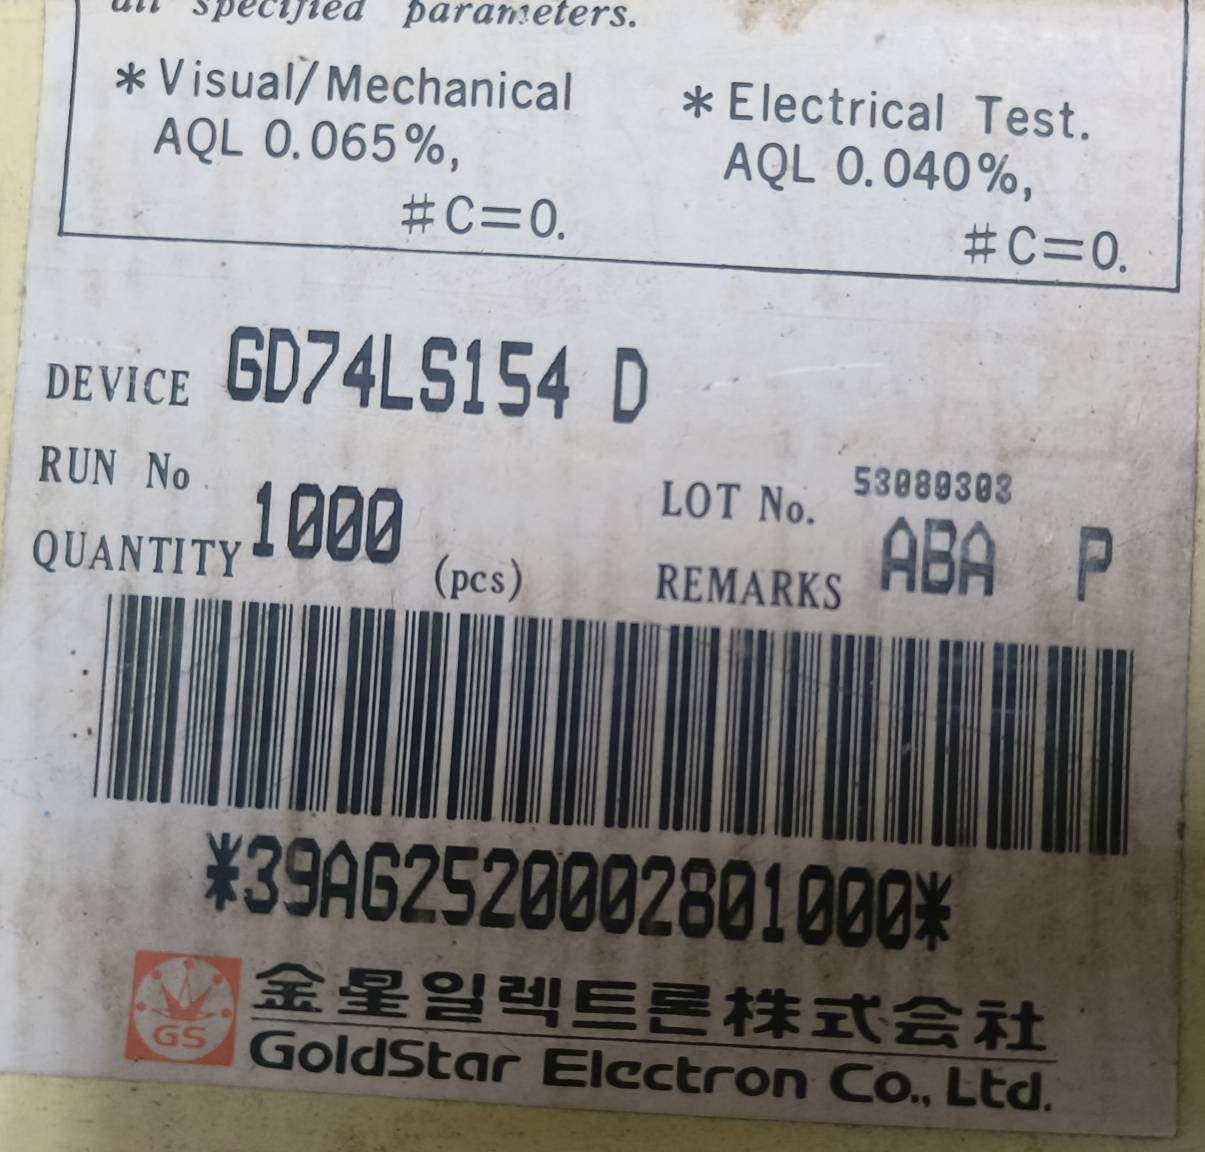 all specified parameters.
* Visual/Mechanical
AQL 0.065%,
#C=0.
* Electrical Test.
AQL 0.040%,
#C=0.
DEVICE GD74LS154 D
RUN No
LOT No. 53080303
QUANTITY 1000 (pcs)
REMARKS ABA P
*39AG25200002801000*
GS
金星일렉트론株式会社
GoldStar Electron Co., Ltd.